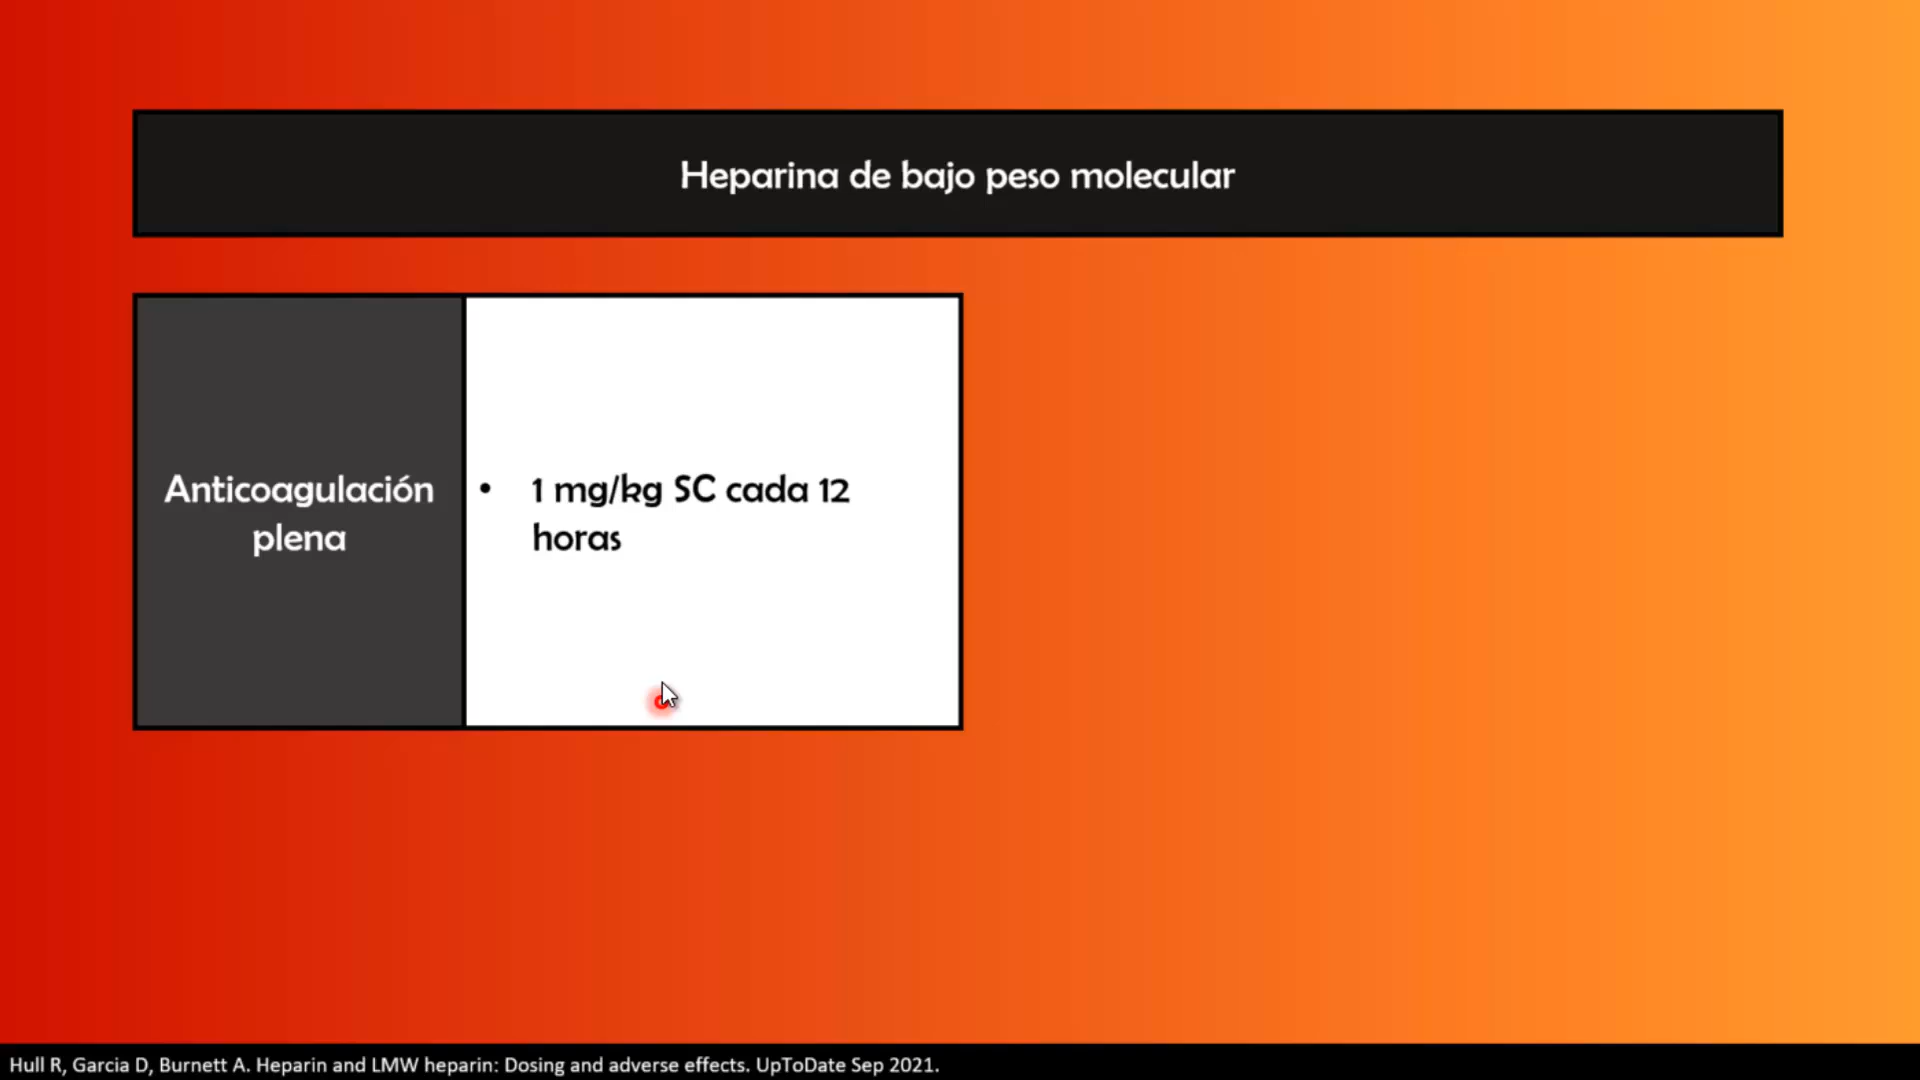 Heparina de bajo peso molecular
Anticoagulación
plena
• 1 mg/kg SC cada 12
horas
Hull R, Garcia D, Burnett A. Heparin and LMW heparin: Dosing and adverse effects. UpToDate Sep 2021.